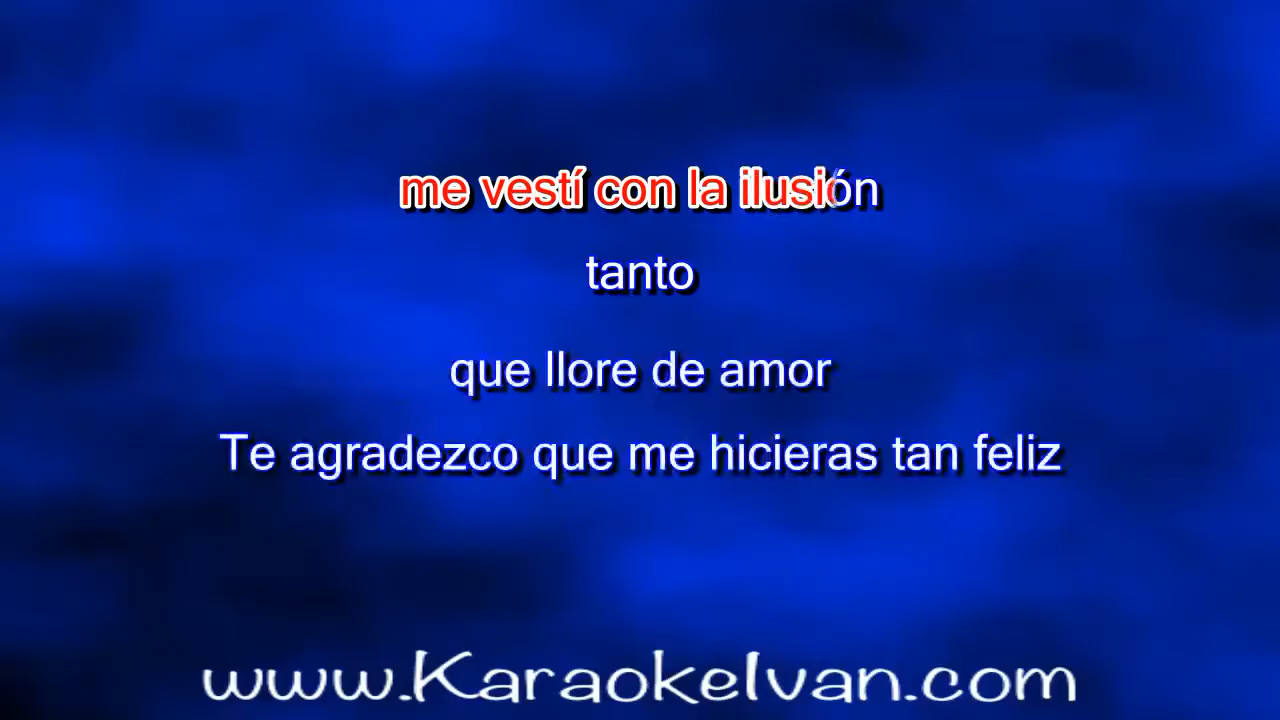 me vestí con la ilusión
tanto
que llore de amor
Te agradezco que me hicieras tan feliz
www.KaraokeIvan.com